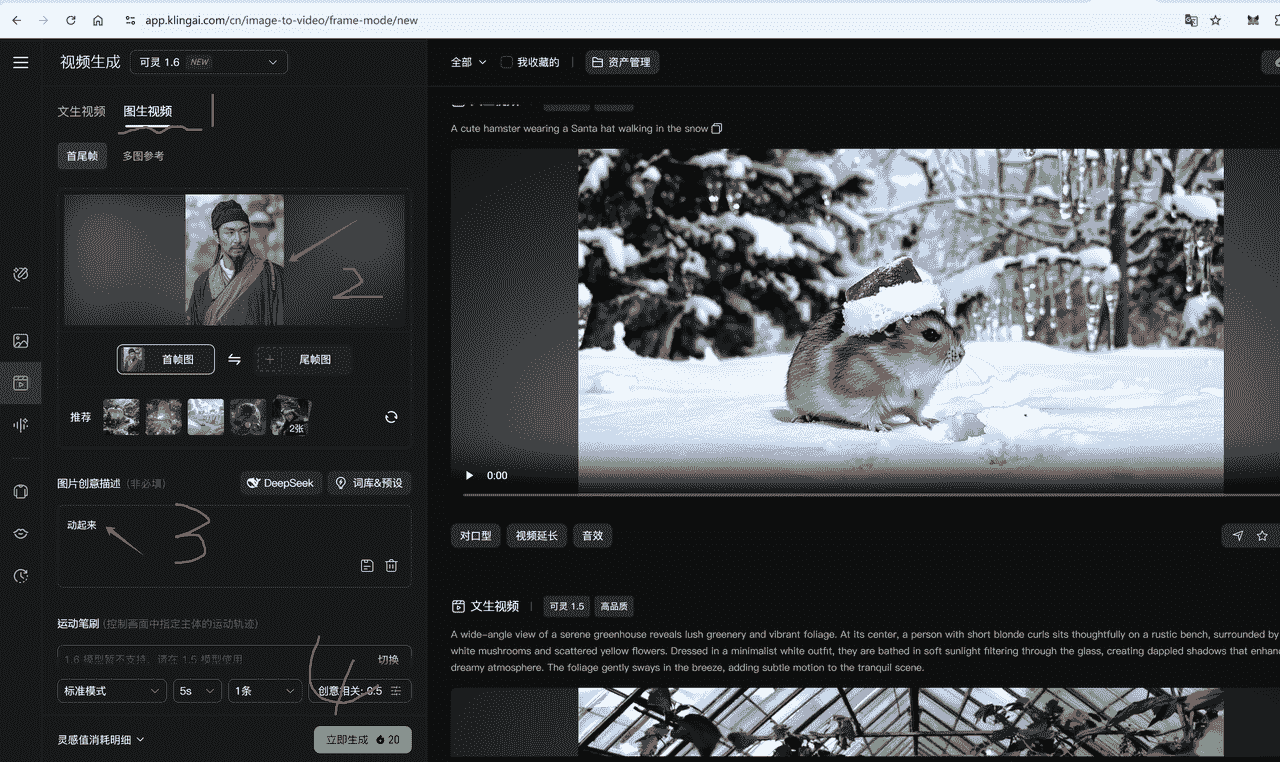 app.klingai.com/cn/image-to-video/frame-mode/new
视频生成
可灵 1.6 NEW
文生视频 图生视频 1
首尾帧 多图参考
2
首帧图 尾帧图
推荐 2张
图片创意描述 (非必填) DeepSeek 词库&预设
动起来
3
运动笔刷 (控制画面中指定主体的运动轨迹)
1.6 模型暂不支持，请在 1.5 模型使用 切换
4
标准模式 5s 1条 创意相关: 0.5
灵感值消耗明细 立即生成 20
全部 我收藏的 资产管理
A cute hamster wearing a Santa hat walking in the snow
0:00
对口型 视频延长 音效
文生视频 可灵 1.5 高品质
A wide-angle view of a serene greenhouse reveals lush greenery and vibrant foliage. At its center, a person with short blonde curls sits thoughtfully on a rustic bench, surrounded by
white mushrooms and scattered yellow flowers. Dressed in a minimalist white outfit, they are bathed in soft sunlight filtering through the glass, creating dappled shadows that enhan
dreamy atmosphere. The foliage gently sways in the breeze, adding subtle motion to the tranquil scene.